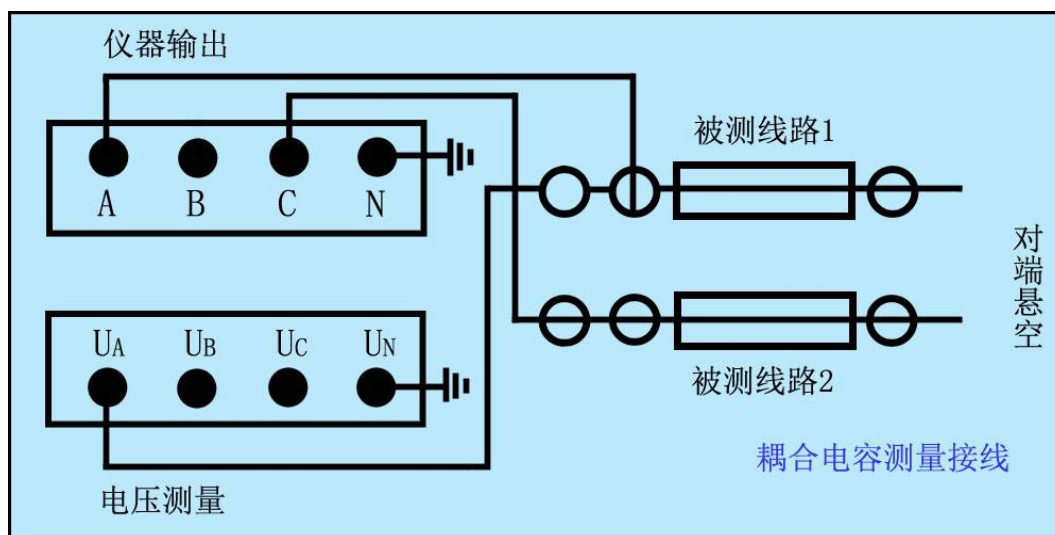 仪器输出
A B C N
被测线路1
对端悬空
UA UB UC UN
被测线路2
耦合电容测量接线
电压测量